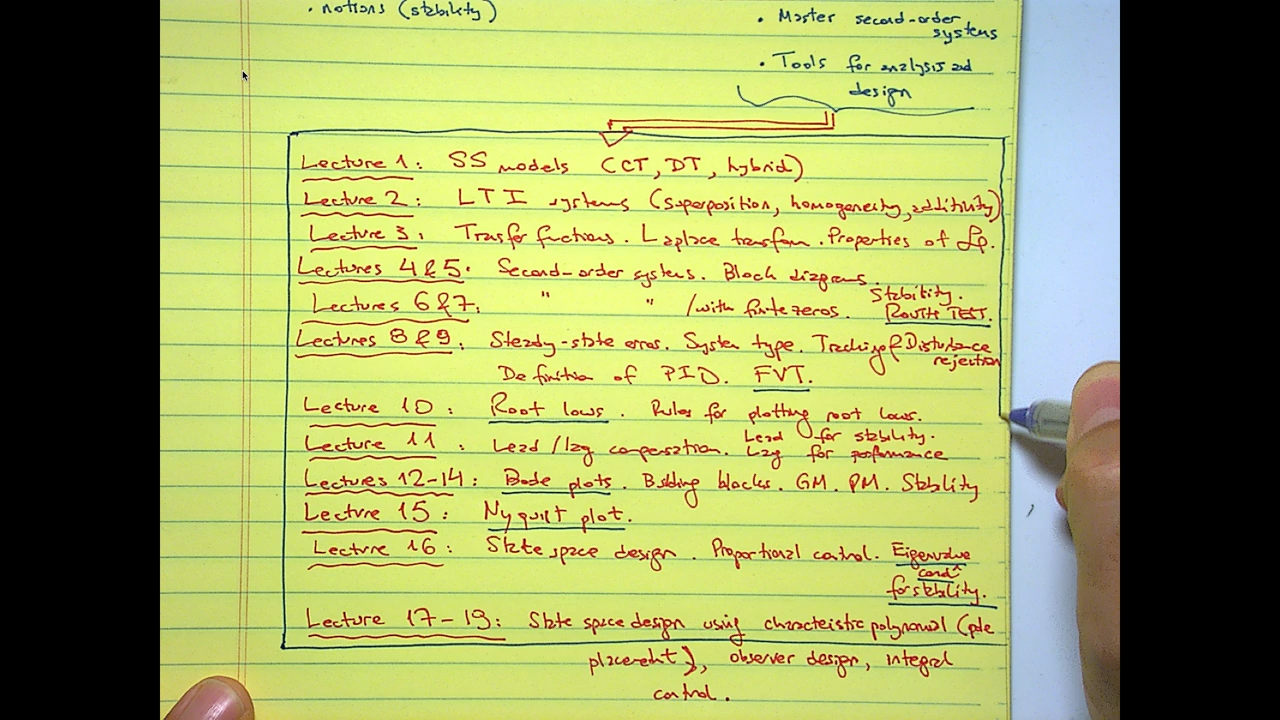 • notions (stability)
• Master second-order
systems
• Tools for analysis and
design
Lecture 1: SS models (CT, DT, hybrid)
Lecture 2: LTI systems (superposition, homogeneity, additivity)
Lecture 3: Transfer functions. Laplace transform. Properties of Lp.
Lectures 4 & 5. Second-order systems. Block diagrams.
Lectures 6 & 7. " " /with finite zeros. Stability.
ROUTH TEST.
Lectures 8 & 9. Steady-state error. System type. Tracking & Disturbance
rejection
Definition of PID. FVT.
Lecture 10: Root locus. Rules for plotting root locus.
Lecture 11: Lead/lag compensation. Lead for stability.
Lag for performance
Lectures 12-14: Bode plots. Building blocks. GM. PM. Stability
Lecture 15: Nyquist plot.
Lecture 16: State space design. Proportional control. Eigenvalue
cond^n
for stability.
Lecture 17-19: State space design using characteristic polynomial (pole
placement), observer design, integral
control.